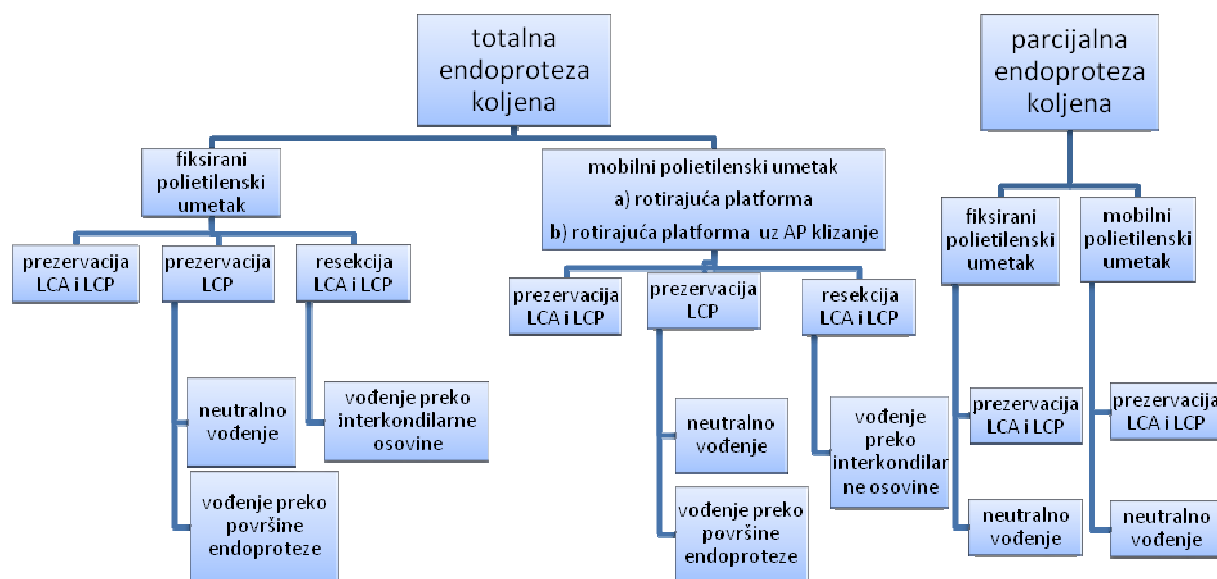 totalna
endoproteza
koljena
fiksirani
polietilenski
umetak
prezervacija
LCA i LCP
prezervacija
LCP
neutralno
vođenje
vođenje preko
površine
endoproteze
resekcija
LCA i LCP
vođenje preko
interkondilarne
osovine
mobilni polietilenski umetak
a) rotirajuća platforma
b) rotirajuća platforma uz AP klizanje
prezervacija
LCA i LCP
prezervacija
LCP
neutralno
vođenje
vođenje preko
površine
endoproteze
resekcija
LCA i LCP
vođenje
preko
interkondilar
ne osovine
parcijalna
endoproteza
koljena
fiksirani
polietilenski
umetak
prezervacija
LCA i LCP
neutralno
vođenje
mobilni
polietilenski
umetak
prezervacija
LCA i LCP
neutralno
vođenje